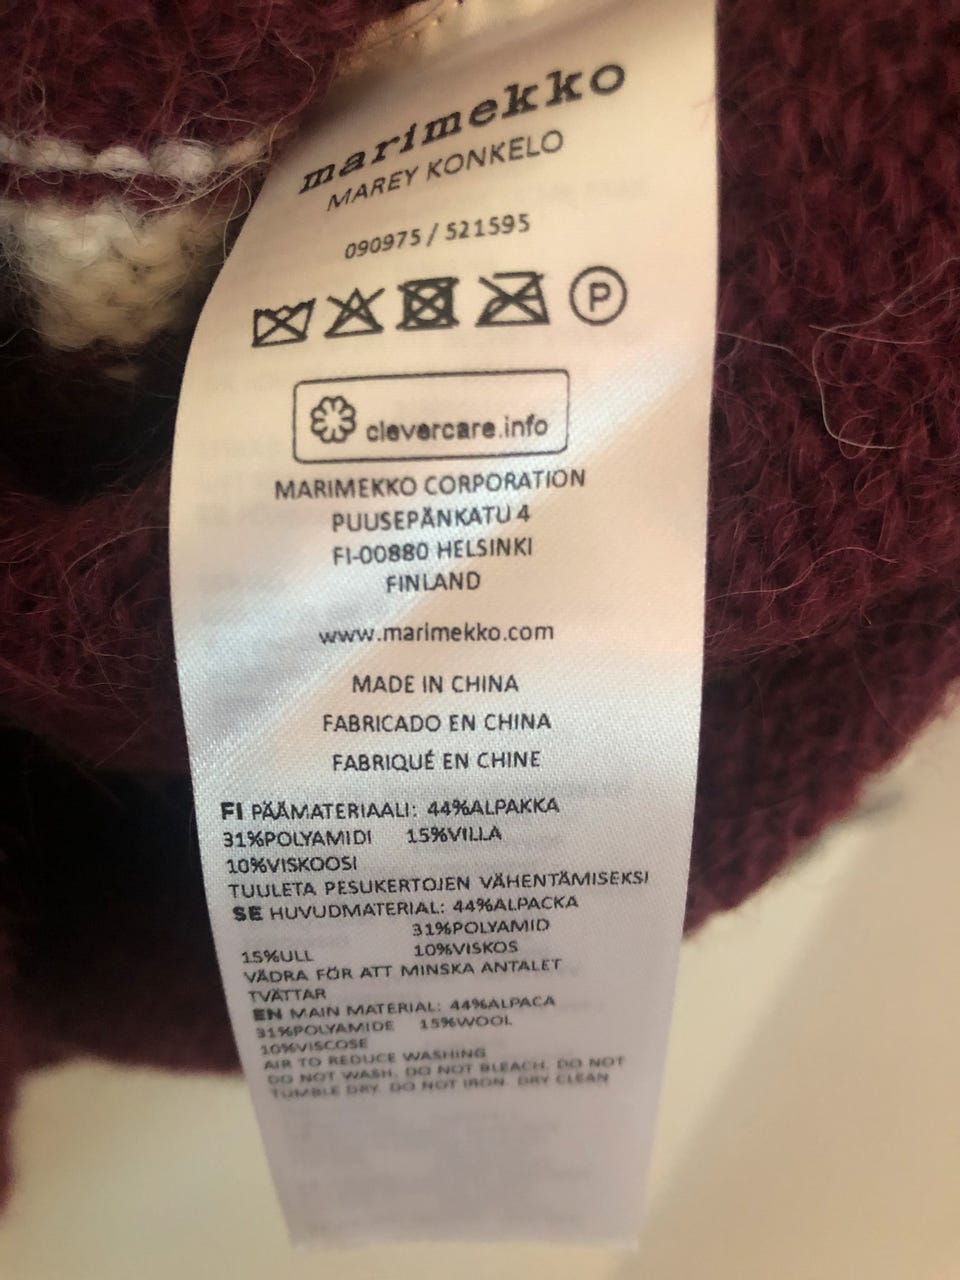 marimekko
MAREY KONKELO
090975 / 521595
P
clevercare.info
MARIMEKKO CORPORATION
PUUSEPÄNKATU 4
FI-00880 HELSINKI
FINLAND
www.marimekko.com
MADE IN CHINA
FABRICADO EN CHINA
FABRIQUÉ EN CHINE
FI PÄÄMATERIAALI: 44%ALPAKKA
31%POLYAMIDI 15%VILLA
10%VISKOOSI
TUULETA PESUKERTOJEN VÄHENTÄMISEKSI
SE HUVUDMATERIAL: 44%ALPACKA
31%POLYAMID
15%ULL 10%VISKOS
VÄDRA FÖR ATT MINSKA ANTALET
TVÄTTAR
EN MAIN MATERIAL: 44%ALPACA
31%POLYAMIDE 15%WOOL
10%VISCOSE
AIR TO REDUCE WASHING
DO NOT WASH. DO NOT BLEACH. DO NOT
TUMBLE DRY. DO NOT IRON. DRY CLEAN